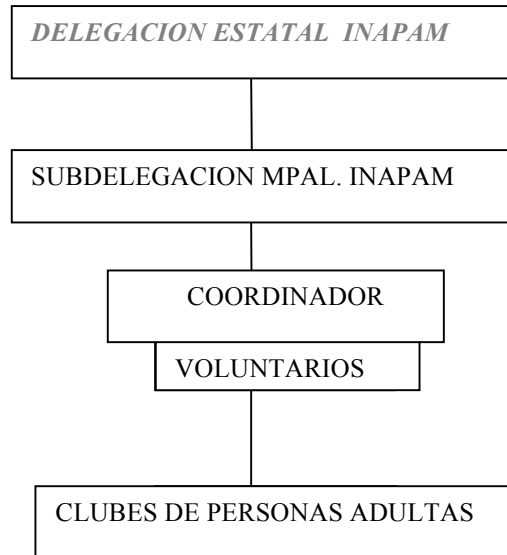 DELEGACION ESTATAL INAPAM
SUBDELEGACION MPAL. INAPAM
COORDINADOR
VOLUNTARIOS
CLUBES DE PERSONAS ADULTAS